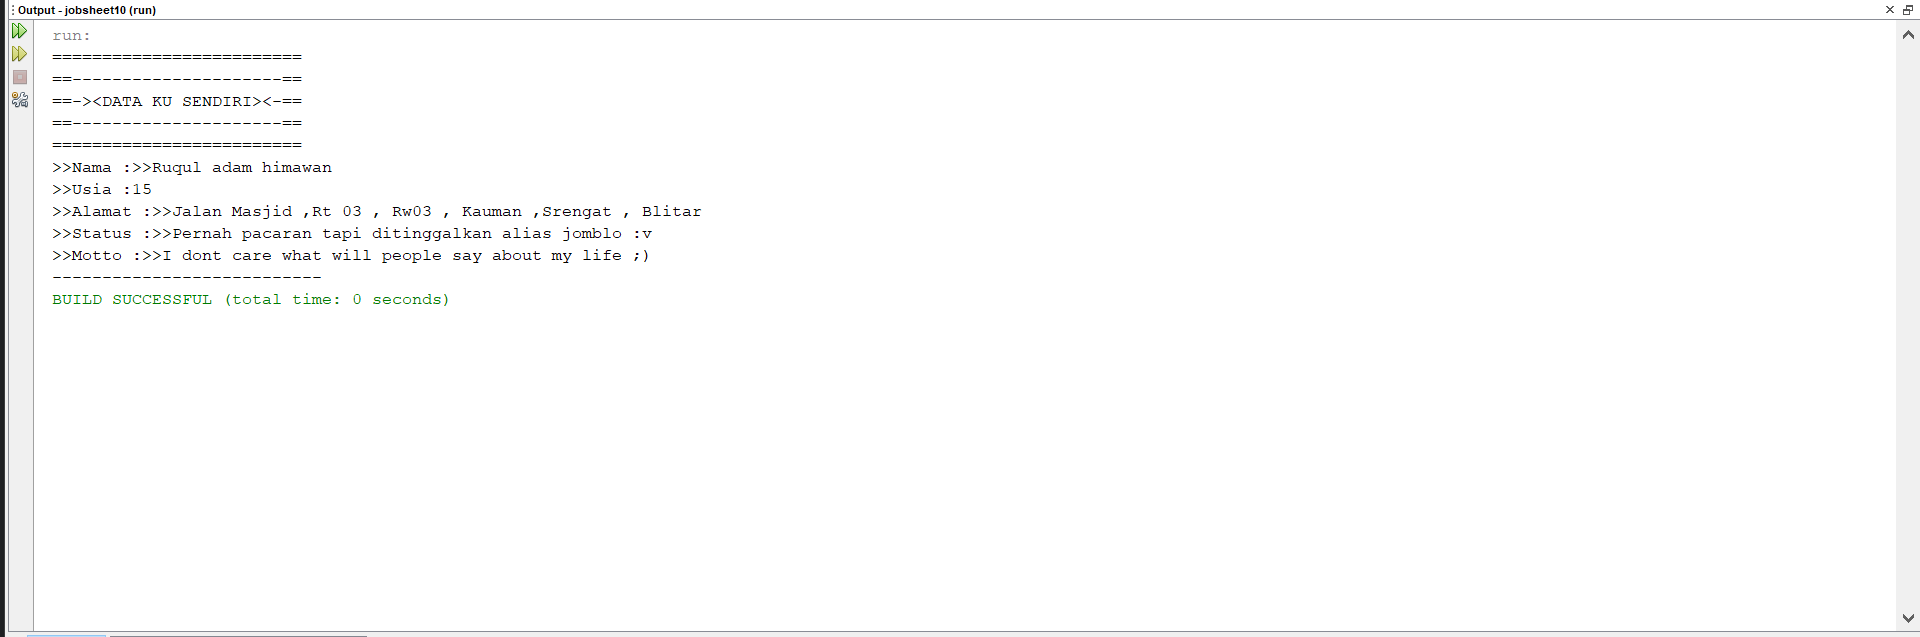 Output - jobsheet10 (run)
run:
=========================
==---------------------==
==-><DATA KU SENDIRI><-==
==---------------------==
=========================
>>Nama :>>Ruqul adam himawan
>>Usia :15
>>Alamat :>>Jalan Masjid ,Rt 03 , Rw03 , Kauman ,Srengat , Blitar
>>Status :>>Pernah pacaran tapi ditinggalkan alias jomblo :v
>>Motto :>>I dont care what will people say about my life ;)
---------------------------
BUILD SUCCESSFUL (total time: 0 seconds)